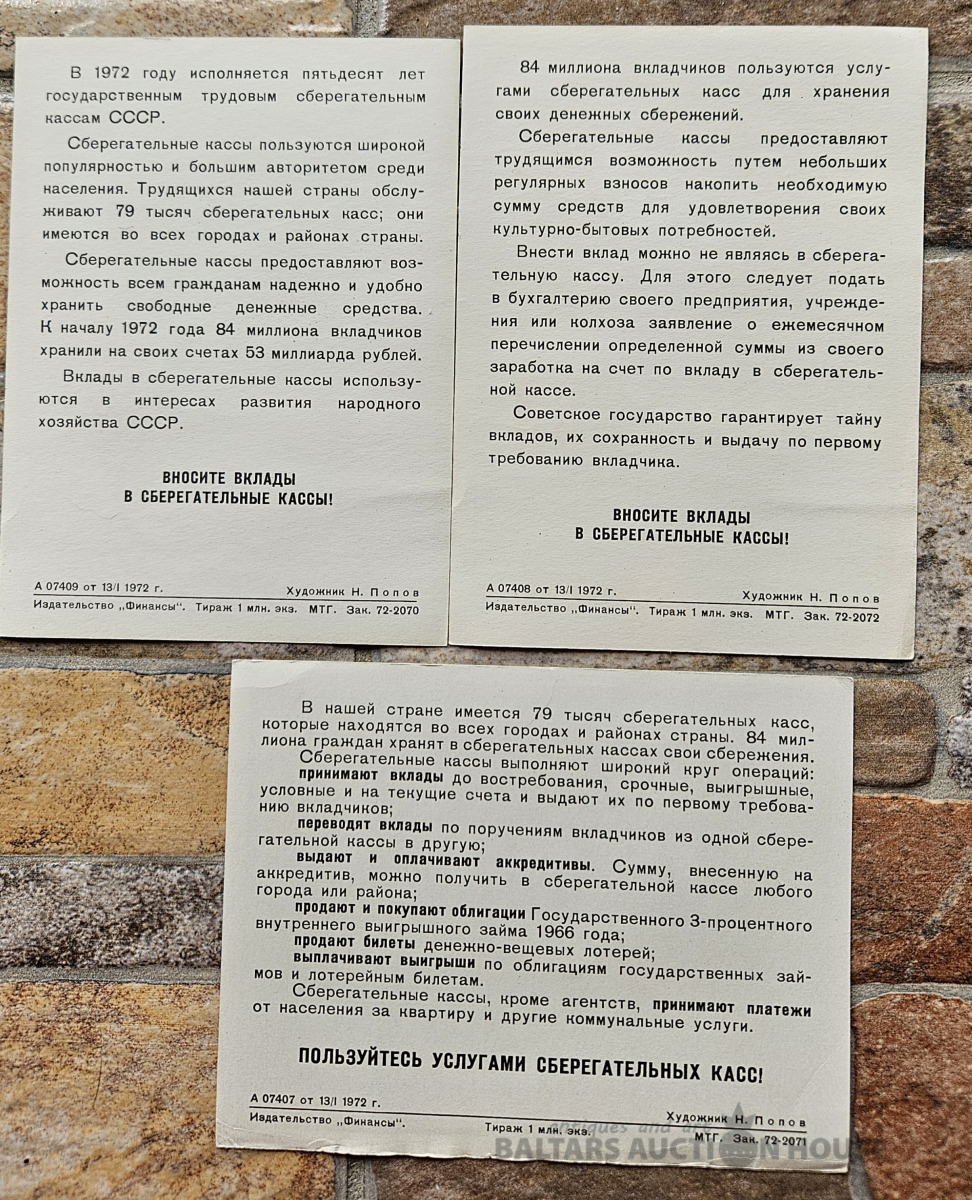 В 1972 году исполняется пятьдесят лет
государственным трудовым сберегательным
кассам СССР.
Сберегательные кассы пользуются широкой
популярностью и большим авторитетом среди
населения. Трудящихся нашей страны обслу-
живают 79 тысяч сберегательных касс; они
имеются во всех городах и районах страны.
Сберегательные кассы предоставляют воз-
можность всем гражданам надежно и удобно
хранить свободные денежные средства.
К началу 1972 года 84 миллиона вкладчиков
хранили на своих счетах 53 миллиарда рублей.
Вклады в сберегательные кассы использу-
ются в интересах развития народного
хозяйства СССР.
ВНОСИТЕ ВКЛАДЫ
В СБЕРЕГАТЕЛЬНЫЕ КАССЫ!
А 07409 от 13/I 1972 г. Художник Н. Попов
Издательство „Финансы“. Тираж 1 млн. экз. МТГ. Зак. 72-2070
84 миллиона вкладчиков пользуются услу-
гами сберегательных касс для хранения
своих денежных сбережений.
Сберегательные кассы предоставляют
трудящимся возможность путем небольших
регулярных взносов накопить необходимую
сумму средств для удовлетворения своих
культурно-бытовых потребностей.
Внести вклад можно не являясь в сберега-
тельную кассу. Для этого следует подать
в бухгалтерию своего предприятия, учрежде-
ния или колхоза заявление о ежемесячном
перечислении определенной суммы из своего
заработка на счет по вкладу в сберегатель-
ной кассе.
Советское государство гарантирует тайну
вкладов, их сохранность и выдачу по первому
требованию вкладчика.
ВНОСИТЕ ВКЛАДЫ
В СБЕРЕГАТЕЛЬНЫЕ КАССЫ!
А 07408 от 13/I 1972 г. Художник Н. Попов
Издательство „Финансы“. Тираж 1 млн. экз. МТГ. Зак. 72-2072
В нашей стране имеется 79 тысяч сберегательных касс,
которые находятся во всех городах и районах страны. 84 мил-
лиона граждан хранят в сберегательных кассах свои сбережения.
Сберегательные кассы выполняют широкий круг операций:
принимают вклады до востребования, срочные, выигрышные,
условные и на текущие счета и выдают их по первому требова-
нию вкладчиков;
переводят вклады по поручениям вкладчиков из одной сбере-
гательной кассы в другую;
выдают и оплачивают аккредитивы. Сумму, внесенную на
аккредитив, можно получить в сберегательной кассе любого
города или района;
продают и покупают облигации Государственного 3-процентного
внутреннего выигрышного займа 1966 года;
продают билеты денежно-вещевых лотерей;
выплачивают выигрыши по облигациям государственных зай-
мов и лотерейным билетам.
Сберегательные кассы, кроме агентств, принимают платежи
от населения за квартиру и другие коммунальные услуги.
ПОЛЬЗУЙТЕСЬ УСЛУГАМИ СБЕРЕГАТЕЛЬНЫХ КАСС!
А 07407 от 13/I 1972 г. Художник Н. Попов
Издательство „Финансы“. Тираж 1 млн. экз. МТГ. Зак. 72-2071
antiques and art
BALTARS AUCTION HOUSE